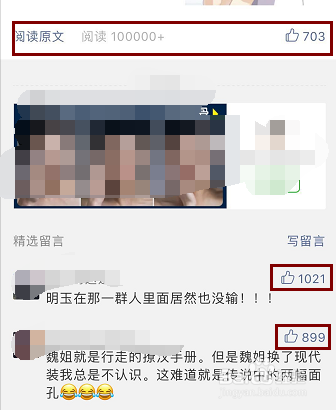 阅读原文 阅读 100000+ 703
精选留言 写留言
1021
明玉在那一群人里面居然也没输！！！
899
魏姐就是行走的撩汉手册。但是魏姐换了现代
装我总是不认识。这难道就是传说中的两幅面
孔😂😂😂